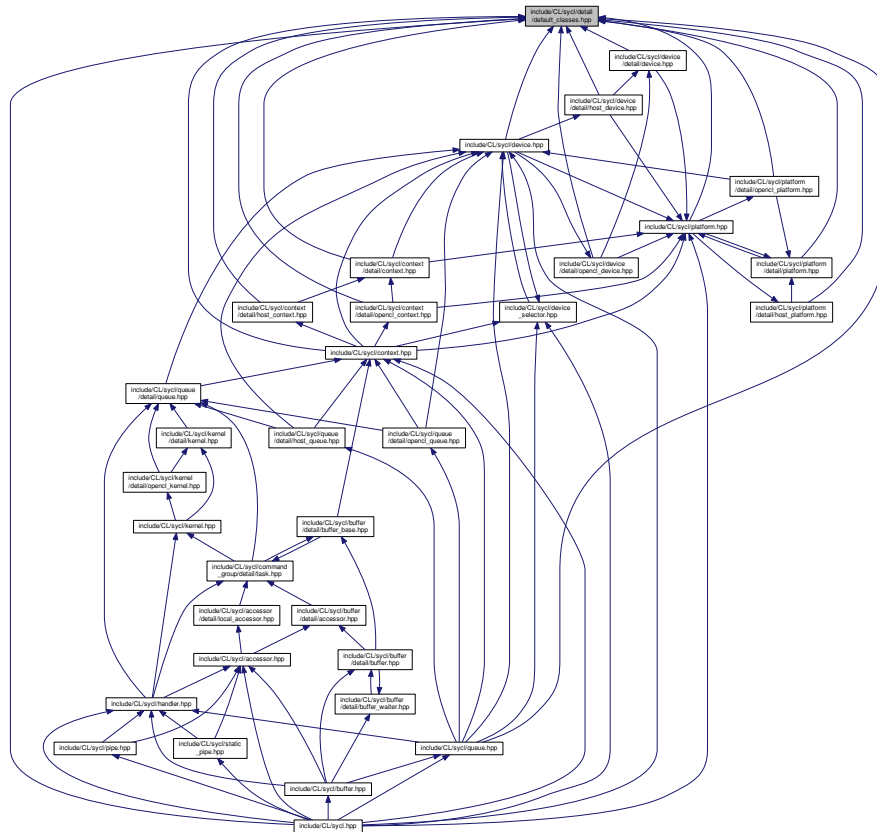 include/CL/sycl/detail
/default_classes.hpp
include/CL/sycl/device
/detail/device.hpp
include/CL/sycl/device
/detail/host_device.hpp
include/CL/sycl/device.hpp
include/CL/sycl/platform
/detail/opencl_platform.hpp
include/CL/sycl/platform.hpp
include/CL/sycl/context
/detail/context.hpp
include/CL/sycl/device
/detail/opencl_device.hpp
include/CL/sycl/platform
/detail/platform.hpp
include/CL/sycl/context
/detail/host_context.hpp
include/CL/sycl/context
/detail/opencl_context.hpp
include/CL/sycl/device
_selector.hpp
include/CL/sycl/platform
/detail/host_platform.hpp
include/CL/sycl/context.hpp
include/CL/sycl/queue
/detail/queue.hpp
include/CL/sycl/kernel
/detail/kernel.hpp
include/CL/sycl/queue
/detail/host_queue.hpp
include/CL/sycl/queue
/detail/opencl_queue.hpp
include/CL/sycl/kernel
/detail/opencl_kernel.hpp
include/CL/sycl/kernel.hpp
include/CL/sycl/buffer
/detail/buffer_base.hpp
include/CL/sycl/command
_group/detail/task.hpp
include/CL/sycl/accessor
/detail/local_accessor.hpp
include/CL/sycl/buffer
/detail/accessor.hpp
include/CL/sycl/accessor.hpp
include/CL/sycl/buffer
/detail/buffer.hpp
include/CL/sycl/handler.hpp
include/CL/sycl/buffer
/detail/buffer_waiter.hpp
include/CL/sycl/pipe.hpp
include/CL/sycl/static
_pipe.hpp
include/CL/sycl/queue.hpp
include/CL/sycl/buffer.hpp
include/CL/sycl.hpp